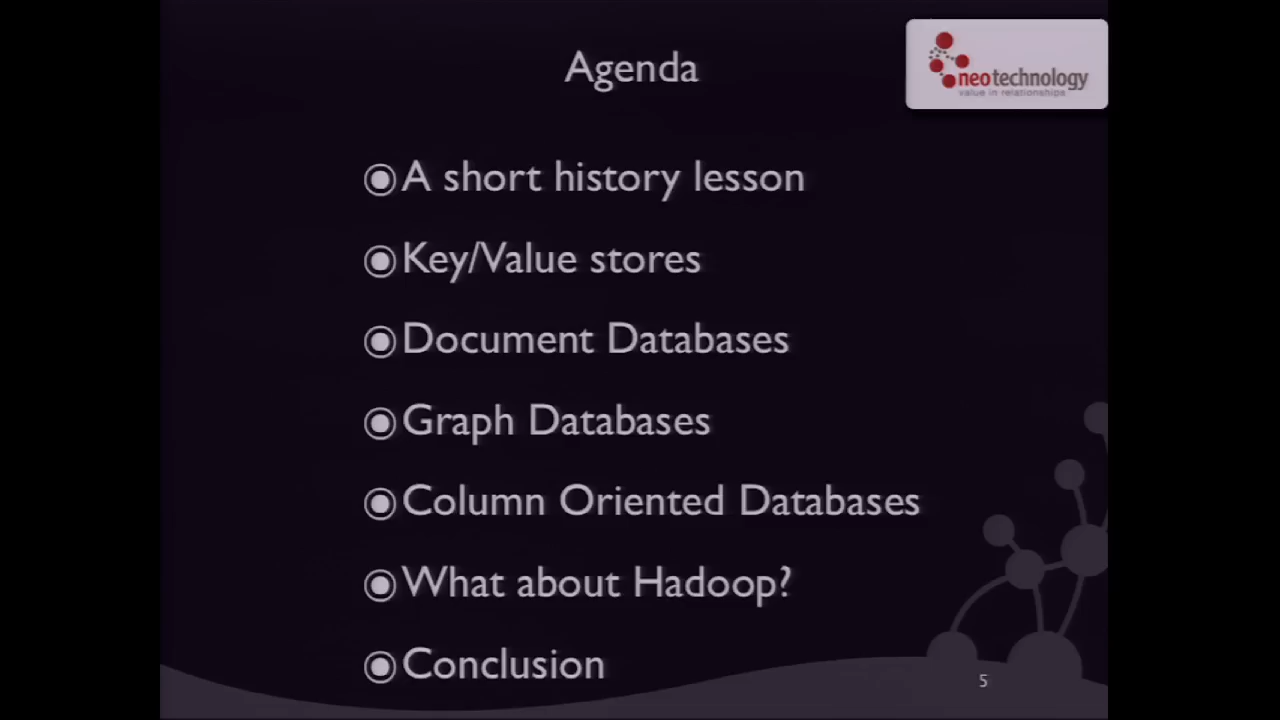 Agenda
neotechnology
value in relationships
A short history lesson
Key/Value stores
Document Databases
Graph Databases
Column Oriented Databases
What about Hadoop?
Conclusion
5